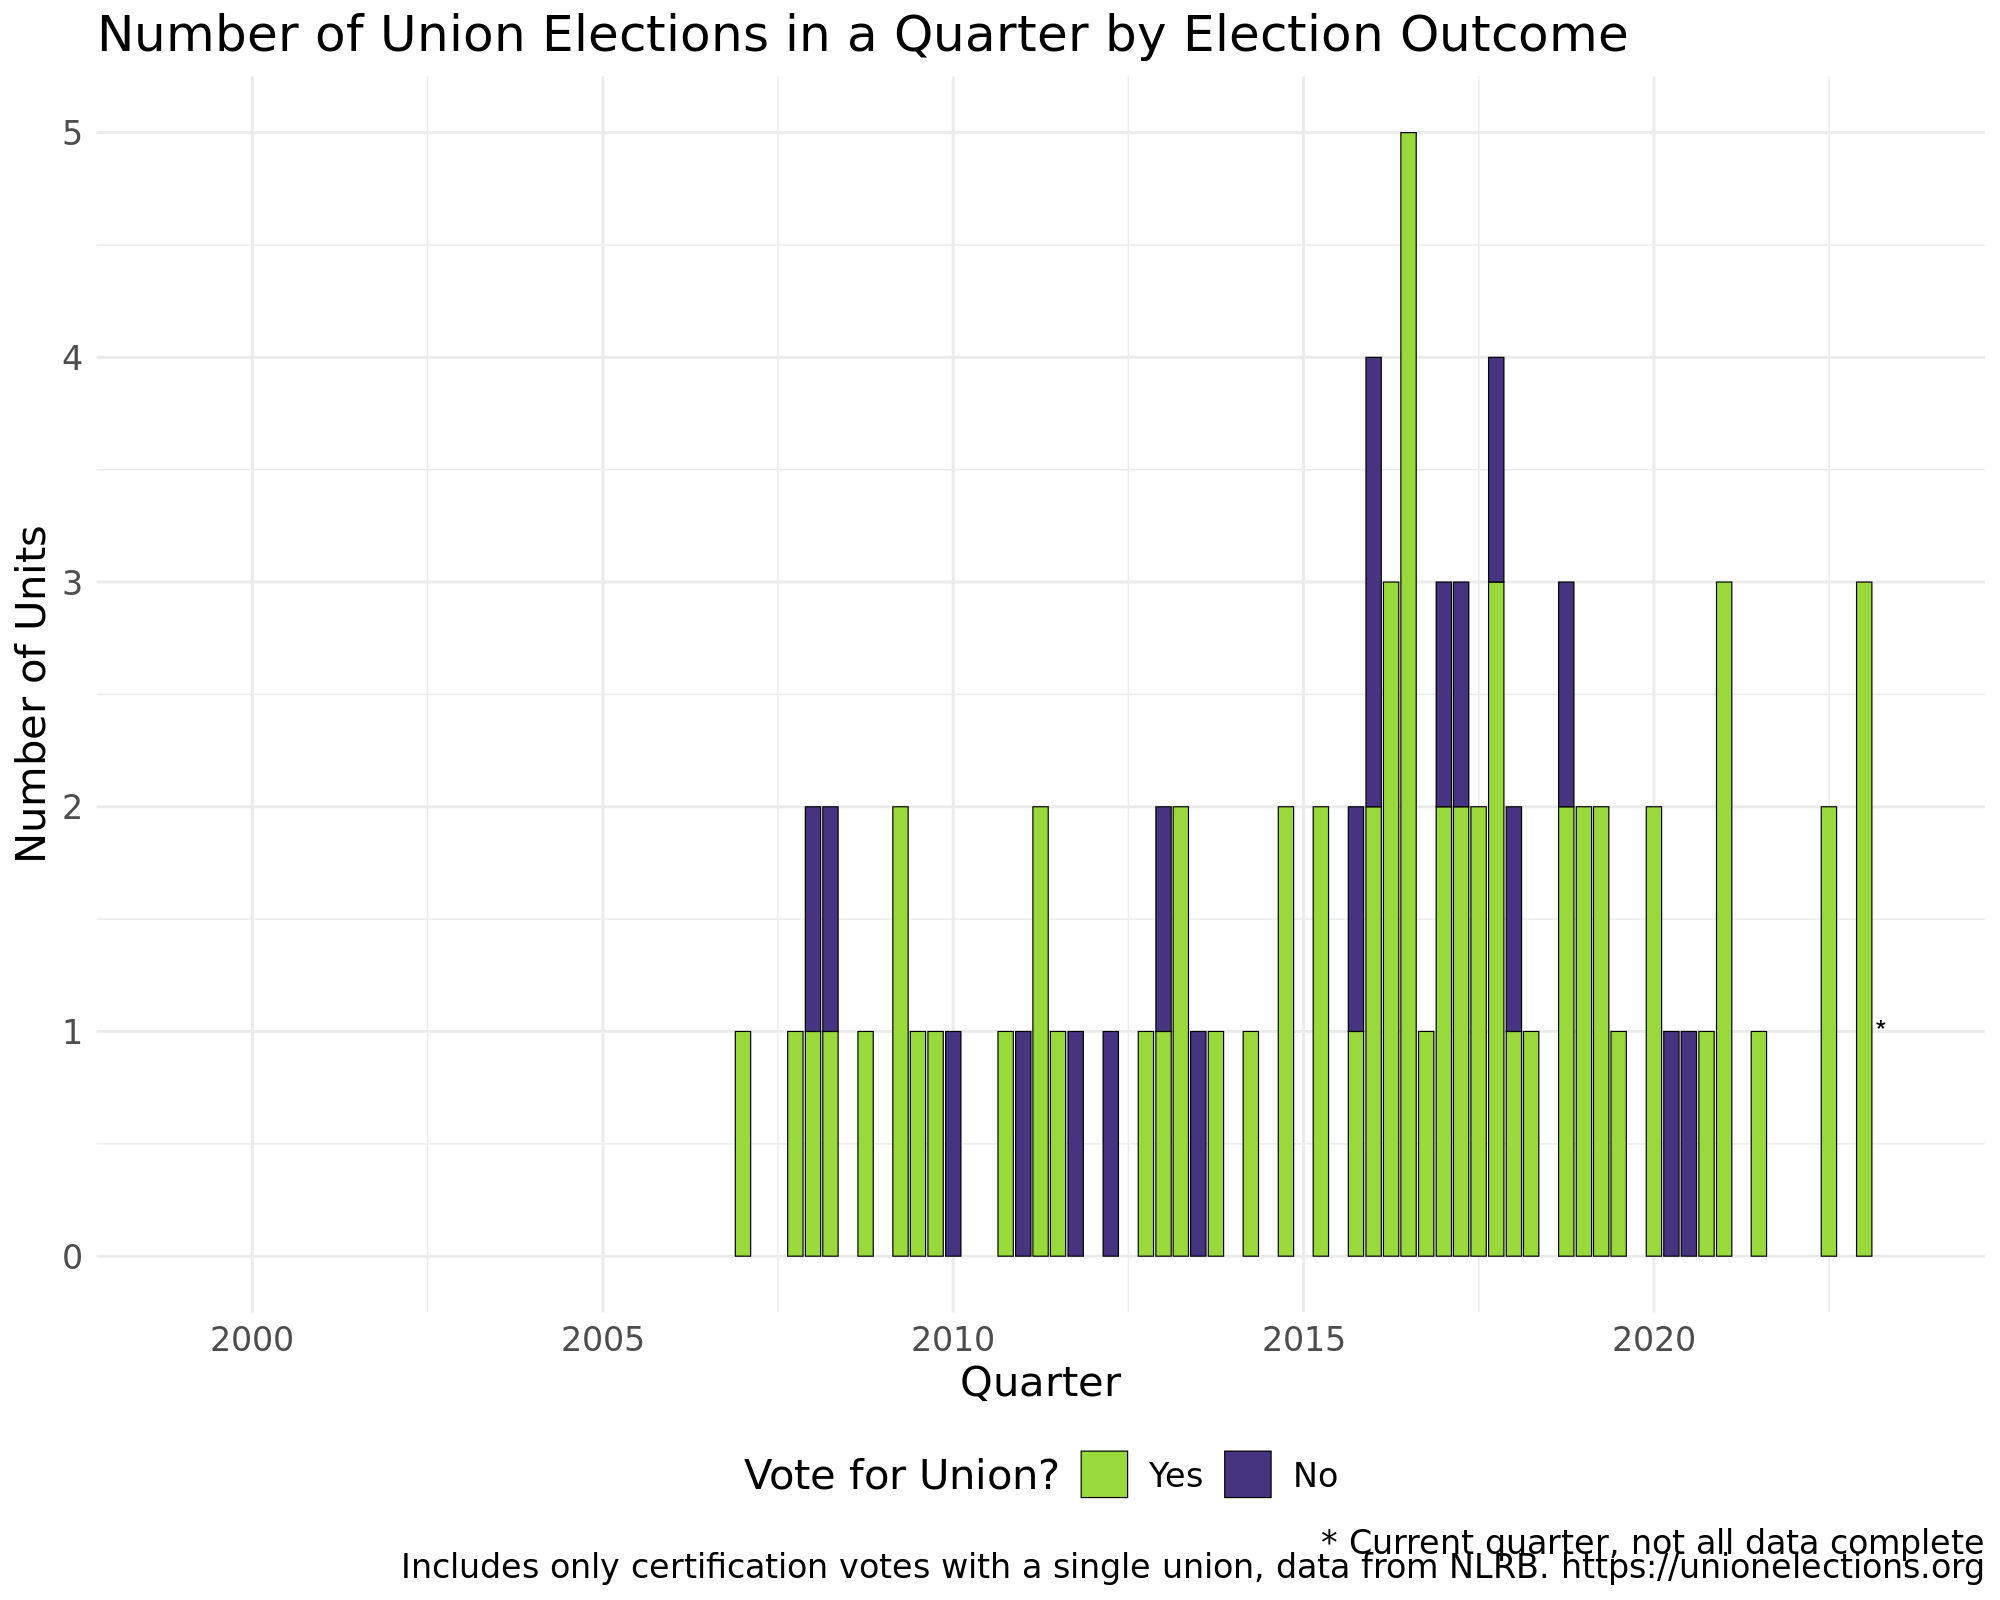 Number of Union Elections in a Quarter by Election Outcome
Number of Units
5
4
3
2
1
0
*
2000 2005 2010 2015 2020
Quarter
Vote for Union? Yes No
* Current quarter, not all data complete
Includes only certification votes with a single union, data from NLRB. https://unionelections.org